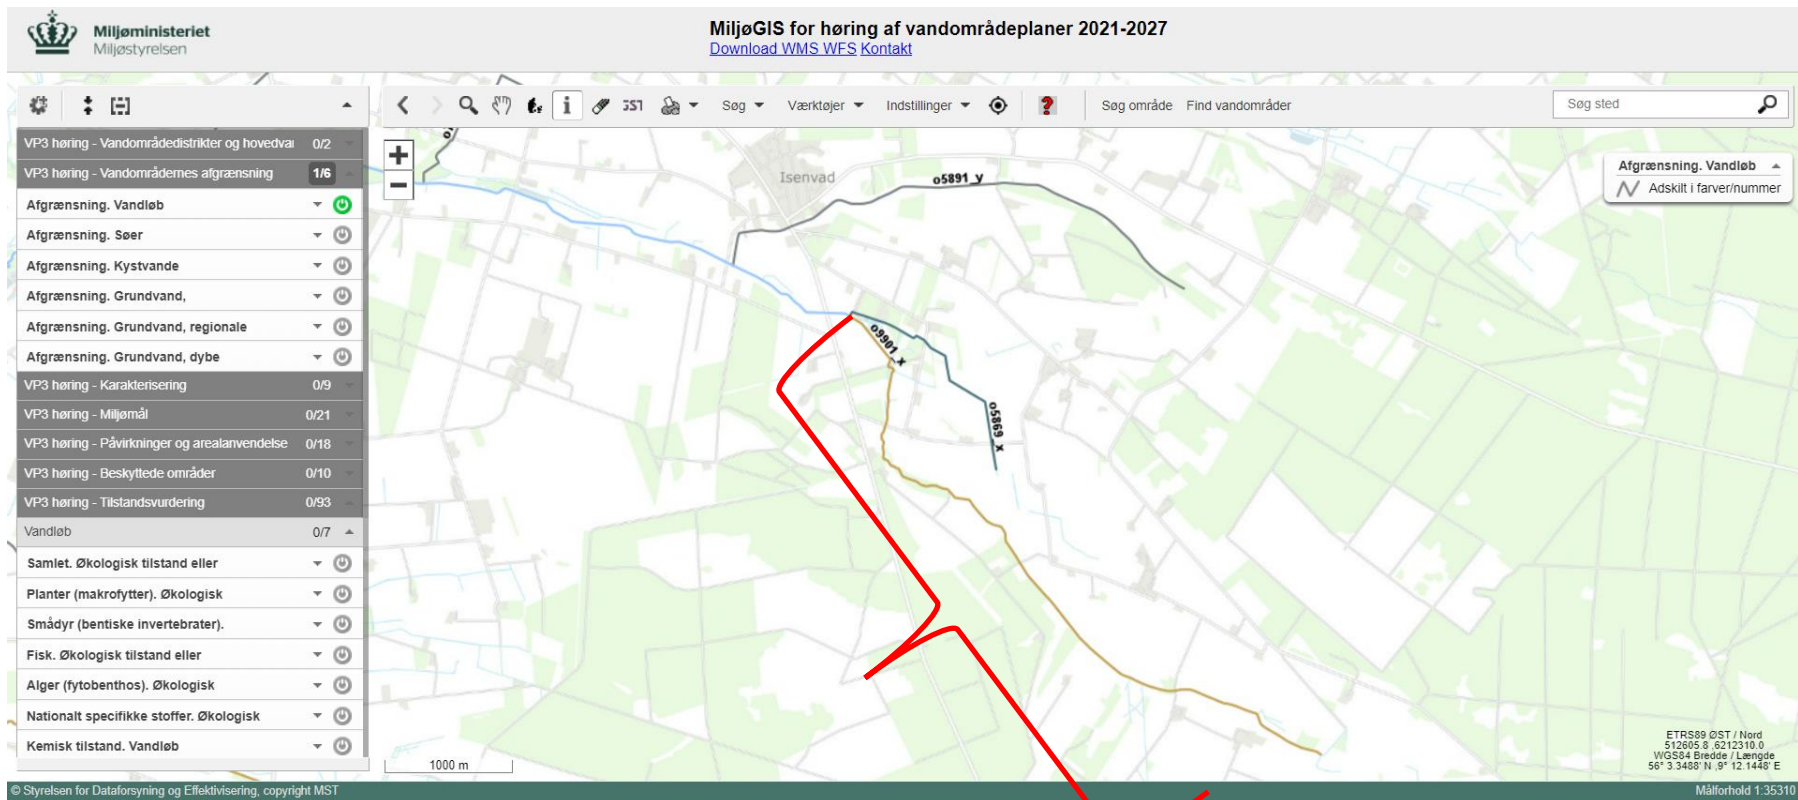 Miljøministeriet
Miljøstyrelsen
MiljøGIS for høring af vandområdeplaner 2021-2027
Download WMS WFS Kontakt
Søg
Værktøjer
Indstillinger
Søg område
Find vandområder
Søg sted
VP3 høring - Vandområdedistrikter og hovedvai 0/2
VP3 høring - Vandområdernes afgrænsning 1/6
Afgrænsning. Vandløb
Afgrænsning. Søer
Afgrænsning. Kystvande
Afgrænsning. Grundvand,
Afgrænsning. Grundvand, regionale
Afgrænsning. Grundvand, dybe
VP3 høring - Karakterisering 0/9
VP3 høring - Miljømål 0/21
VP3 høring - Påvirkninger og arealanvendelse 0/18
VP3 høring - Beskyttede områder 0/10
VP3 høring - Tilstandsvurdering 0/93
Vandløb 0/7
Samlet. Økologisk tilstand eller
Planter (makrofytter). Økologisk
Smådyr (bentiske invertebrater).
Fisk. Økologisk tilstand eller
Alger (fytobenthos). Økologisk
Nationalt specifikke stoffer. Økologisk
Kemisk tilstand. Vandløb
+
−
Isenvad
o5891_y
o9901_x
o5869_x
Afgrænsning. Vandløb
Adskilt i farver/nummer
1000 m
ETRS89 ØST / Nord
512605.8 ,6212310.0
WGS84 Bredde / Længde
56° 3.3488' N ,9° 12.1448' E
© Styrelsen for Dataforsyning og Effektivisering, copyright MST
Målforhold 1:35310